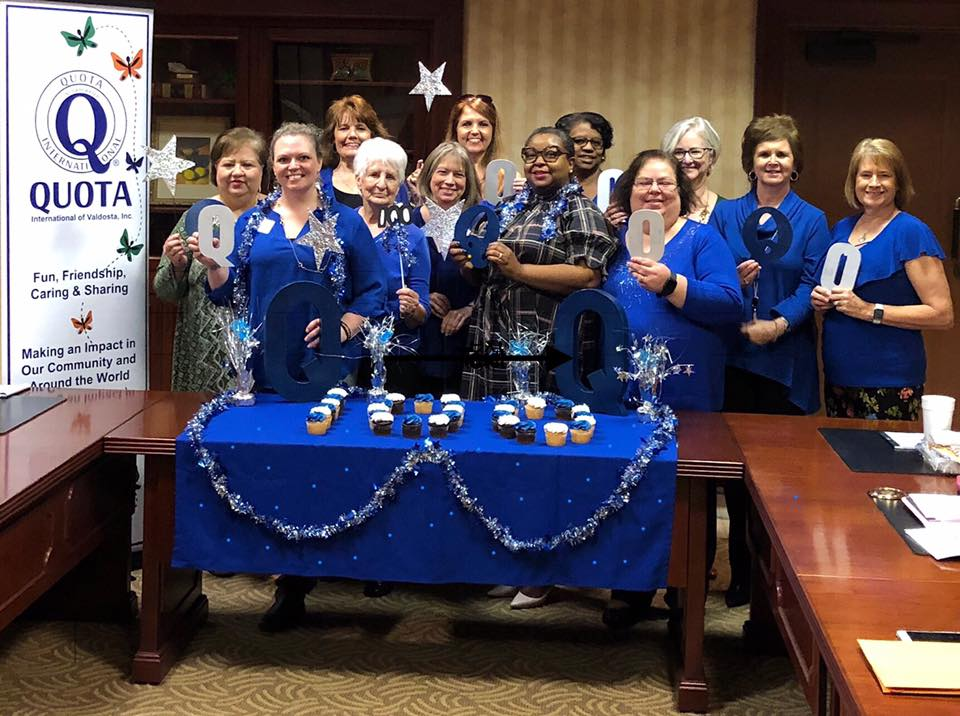 QUOTA
Q
INTERNATIONAL
®
QUOTA
International of Valdosta, Inc.
Fun, Friendship,
Caring & Sharing
Making an Impact in
Our Community and
Around the World
Q
100
Q
Q
Q
Q
Q
Q
Q
Q
Q